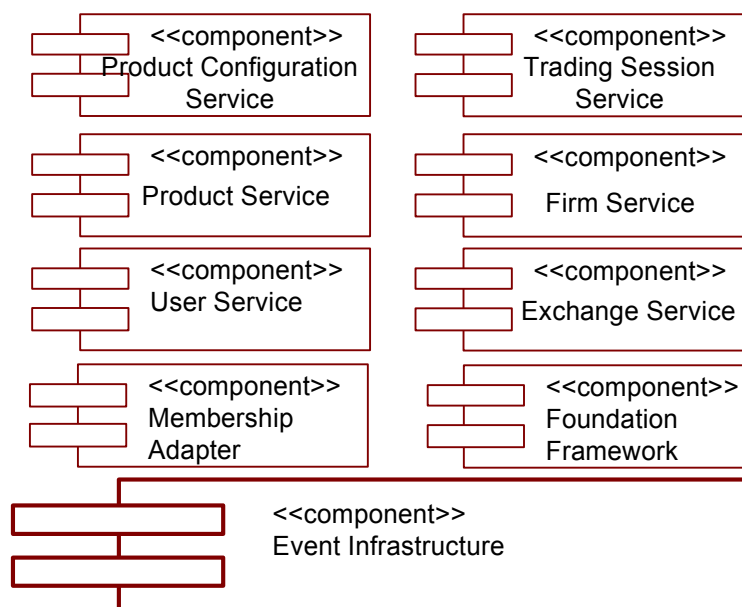 <<component>>
Product Configuration
Service
<<component>>
Trading Session
Service
<<component>>
Product Service
<<component>>
Firm Service
<<component>>
User Service
<<component>>
Exchange Service
<<component>>
Membership
Adapter
<<component>>
Foundation
Framework
<<component>>
Event Infrastructure